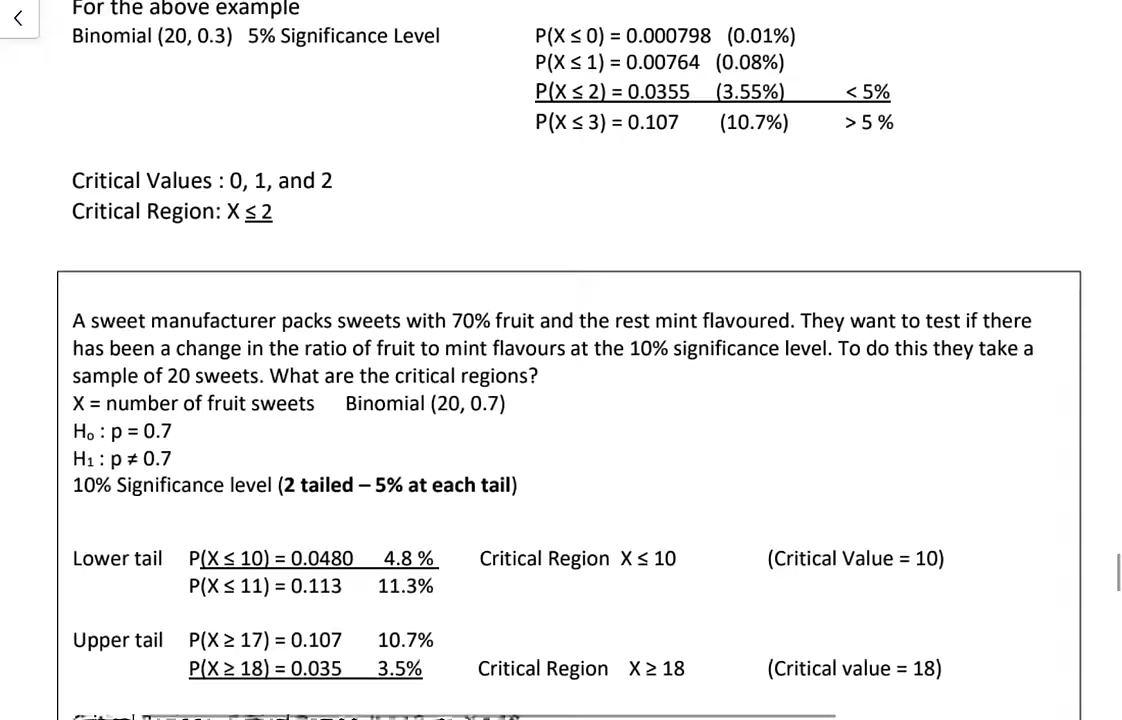 For the above example
Binomial (20, 0.3) 5% Significance Level P(X ≤ 0) = 0.000798 (0.01%)
P(X ≤ 1) = 0.00764 (0.08%)
P(X ≤ 2) = 0.0355 (3.55%) < 5%
P(X ≤ 3) = 0.107 (10.7%) > 5 %
Critical Values : 0, 1, and 2
Critical Region: X ≤ 2
A sweet manufacturer packs sweets with 70% fruit and the rest mint flavoured. They want to test if there
has been a change in the ratio of fruit to mint flavours at the 10% significance level. To do this they take a
sample of 20 sweets. What are the critical regions?
X = number of fruit sweets Binomial (20, 0.7)
H₀ : p = 0.7
H₁ : p ≠ 0.7
10% Significance level (2 tailed – 5% at each tail)
Lower tail P(X ≤ 10) = 0.0480 4.8 % Critical Region X ≤ 10 (Critical Value = 10)
P(X ≤ 11) = 0.113 11.3%
Upper tail P(X ≥ 17) = 0.107 10.7%
P(X ≥ 18) = 0.035 3.5% Critical Region X ≥ 18 (Critical value = 18)